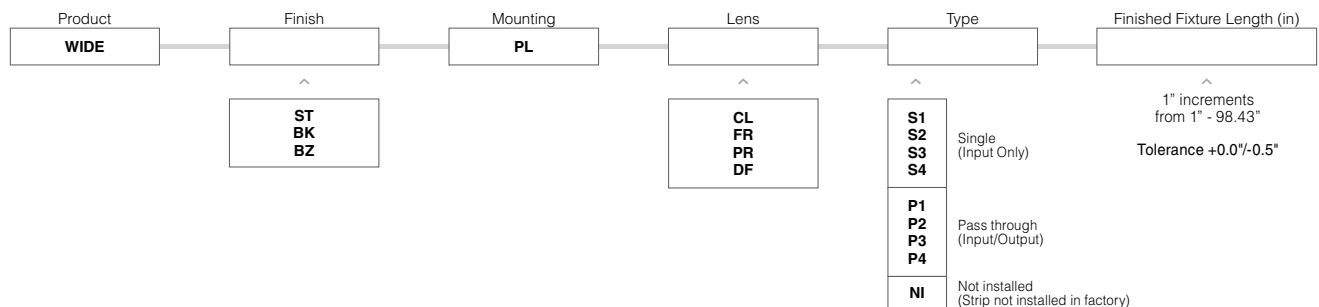 Product
Finish
Mounting
Lens
Type
Finished Fixture Length (in)
WIDE
PL
ST
BK
BZ
CL
FR
PR
DF
S1
S2
S3
S4
Single
(Input Only)
P1
P2
P3
P4
Pass through
(Input/Output)
NI
Not installed
(Strip not installed in factory)
1” increments
from 1” - 98.43”
Tolerance +0.0"/-0.5"